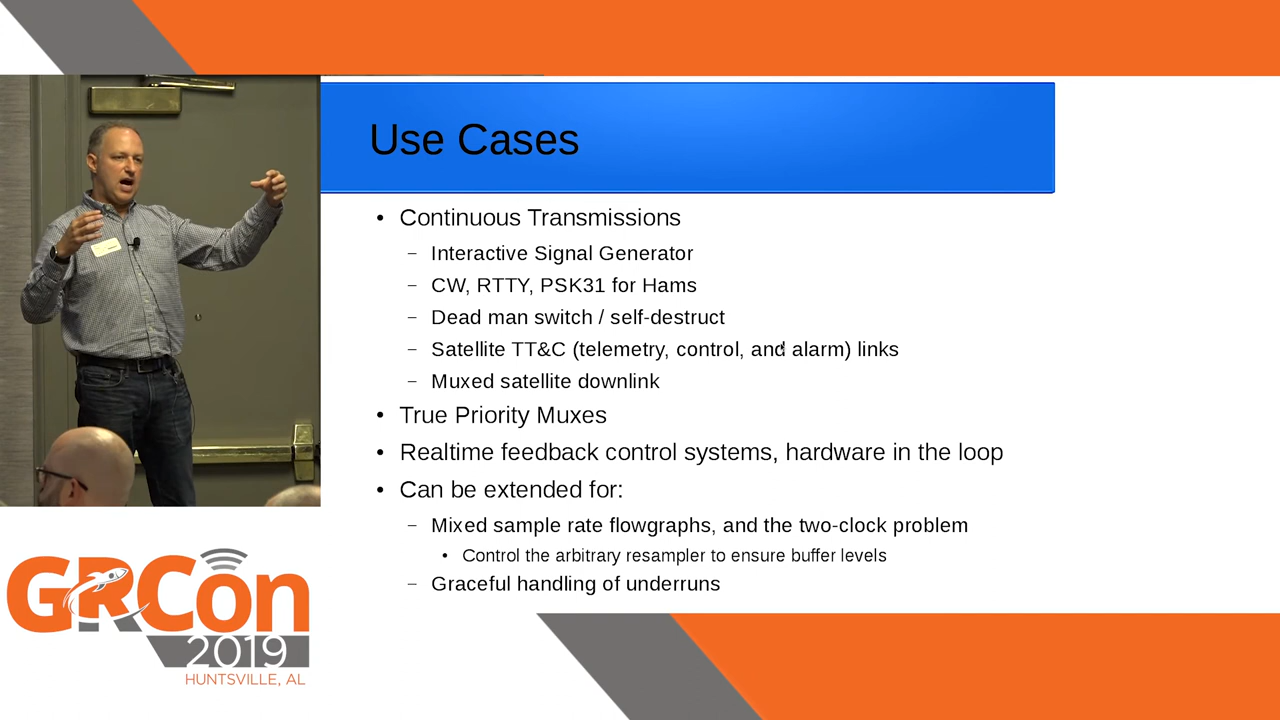 Use Cases
• Continuous Transmissions
– Interactive Signal Generator
– CW, RTTY, PSK31 for Hams
– Dead man switch / self-destruct
– Satellite TT&C (telemetry, control, and alarm) links
– Muxed satellite downlink
• True Priority Muxes
• Realtime feedback control systems, hardware in the loop
• Can be extended for:
– Mixed sample rate flowgraphs, and the two-clock problem
• Control the arbitrary resampler to ensure buffer levels
– Graceful handling of underruns
GRCon
2019
HUNTSVILLE, AL